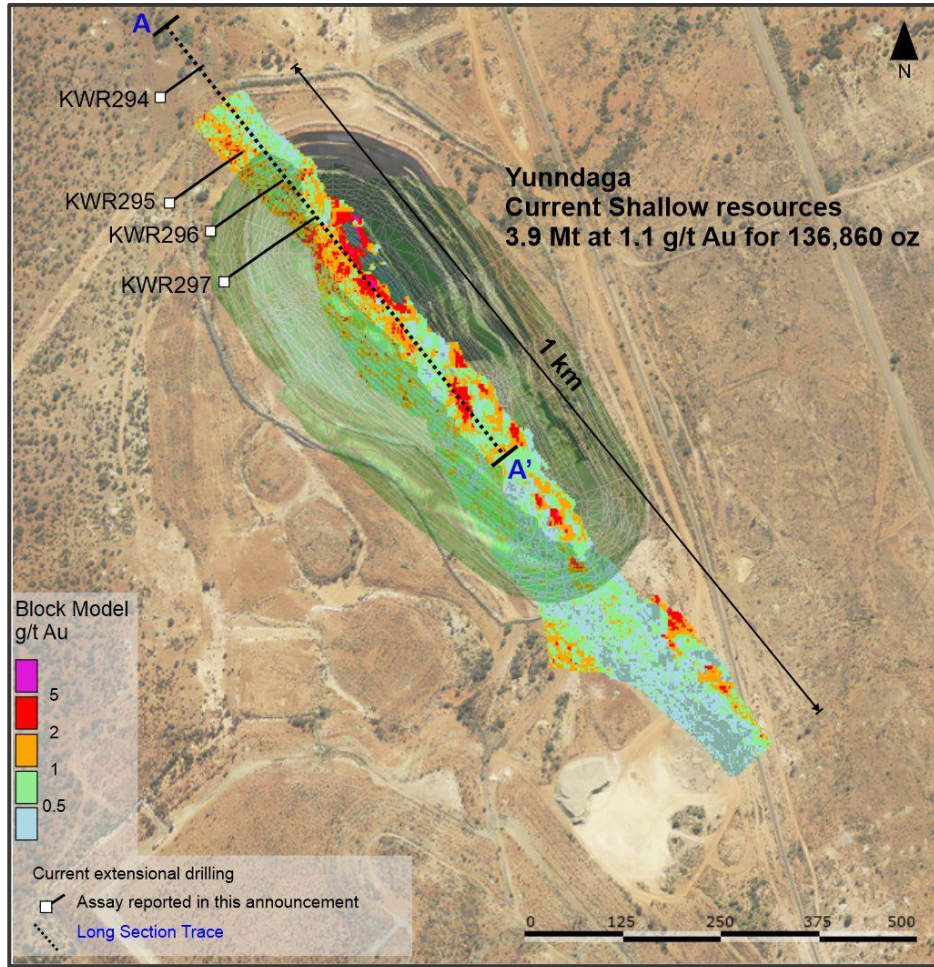 A
N
KWR294
KWR295
KWR296
KWR297
Yunndaga
Current Shallow resources
3.9 Mt at 1.1 g/t Au for 136,860 oz
1 km
A'
Block Model
g/t Au
5
2
1
0.5
Current extensional drilling
Assay reported in this announcement
Long Section Trace
0 125 250 375 500